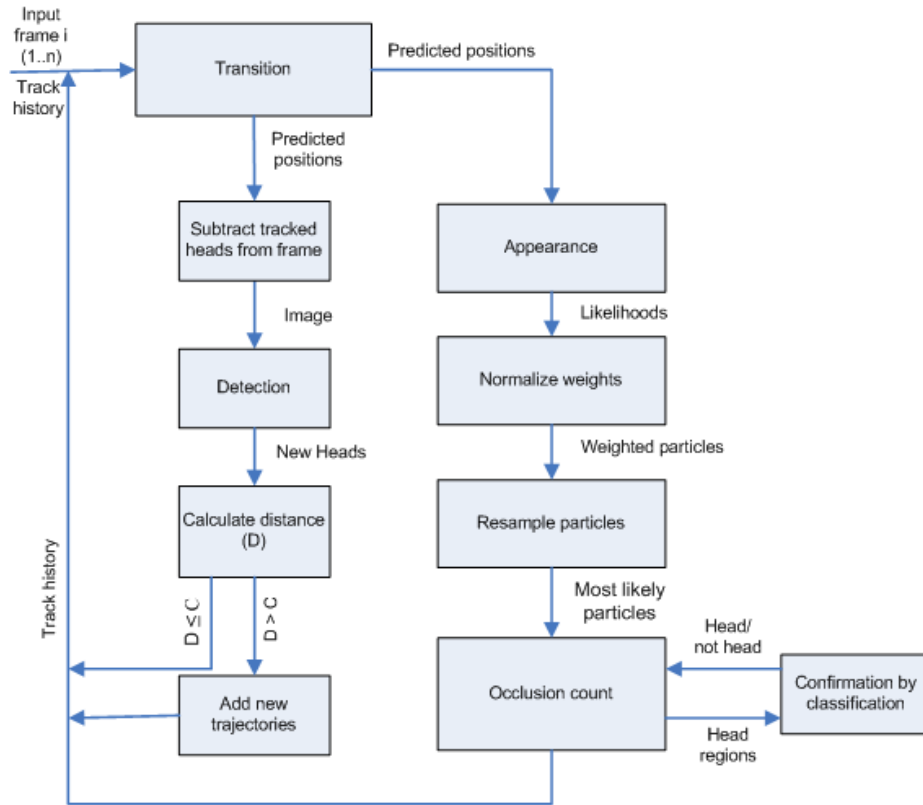 Input
frame i
(1..n)
Track
history
Transition
Predicted positions
Predicted
positions
Subtract tracked
heads from frame
Appearance
Image
Likelihoods
Detection
Normalize weights
New Heads
Weighted particles
Calculate distance
(D)
Resample particles
Track history
D ≤ C
D > C
Most likely
particles
Head/
not head
Add new
trajectories
Occlusion count
Confirmation by
classification
Head
regions